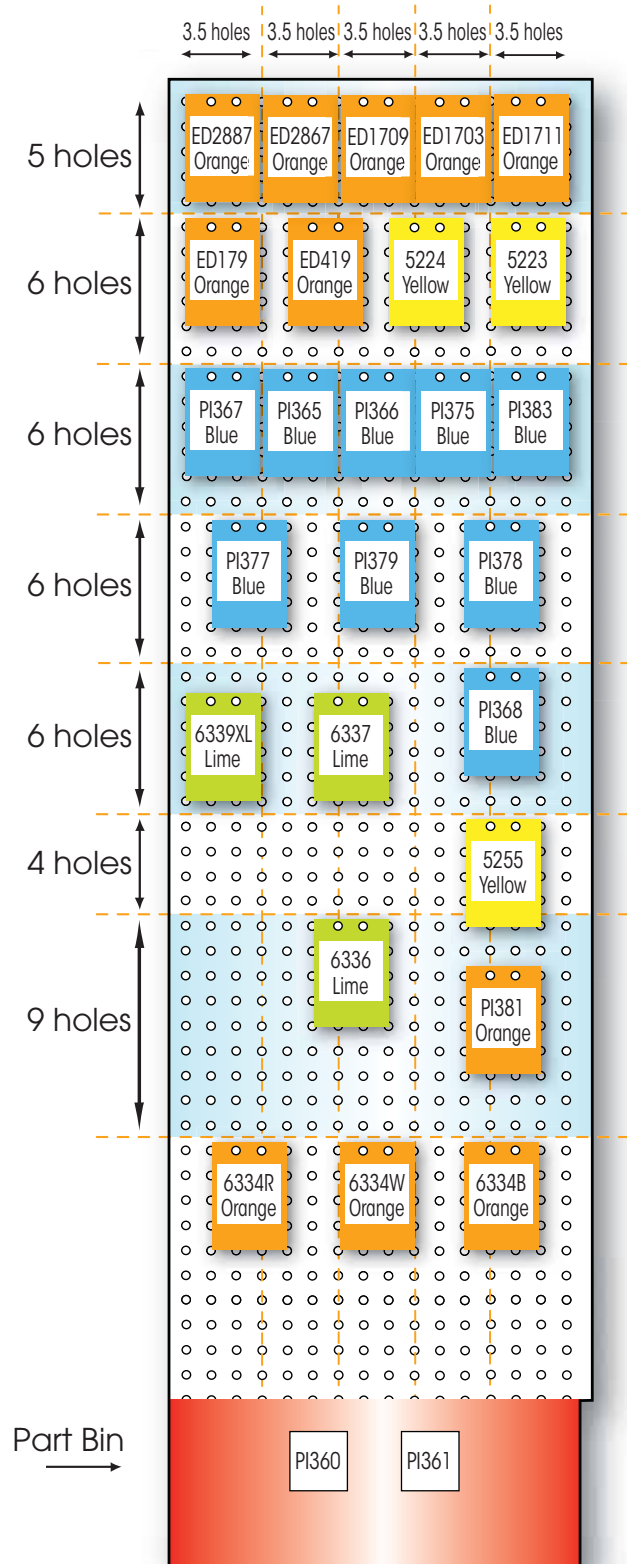 3.5 holes 3.5 holes 3.5 holes 3.5 holes 3.5 holes
5 holes
ED2887 ED2867 ED1709 ED1703 ED1711
Orange Orange Orange Orange Orange
6 holes
ED179 ED419 5224 5223
Orange Orange Yellow Yellow
6 holes
PI367 PI365 PI366 PI375 PI383
Blue Blue Blue Blue Blue
6 holes
PI377 PI379 PI378
Blue Blue Blue
6 holes
6339XL 6337 PI368
Lime Lime Blue
4 holes
5255
Yellow
9 holes
6336
Lime
PI381
Orange
6334R 6334W 6334B
Orange Orange Orange
Part Bin
PI360 PI361